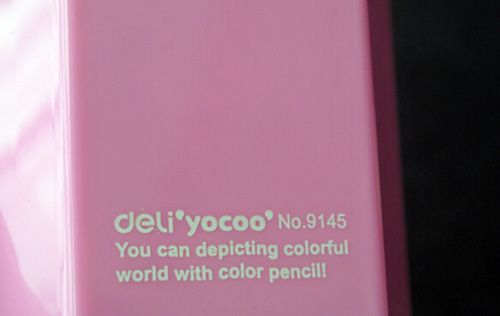 deli'yocoo' No.9145
You can depicting colorful
world with color pencil!